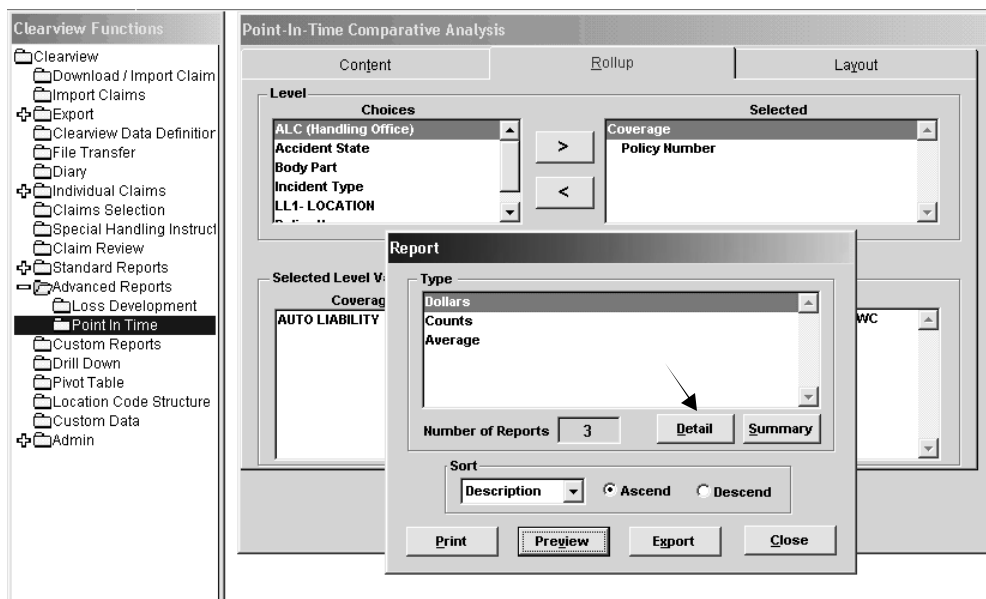 Clearview Functions
Clearview
Download / Import Claim
Import Claims
Export
Clearview Data Definitior
File Transfer
Diary
Individual Claims
Claims Selection
Special Handling Instruct
Claim Review
Standard Reports
Advanced Reports
Loss Development
Point In Time
Custom Reports
Drill Down
Pivot Table
Location Code Structure
Custom Data
Admin
Point-In-Time Comparative Analysis
Content Rollup Layout
Level
Choices
ALC (Handling Office)
Accident State
Body Part
Incident Type
LL1- LOCATION
>
<
Selected
Coverage
Policy Number
Selected Level V
Coverag
AUTO LIABILITY
WC
Report
Type
Dollars
Counts
Average
Number of Reports 3 Detail Summary
Sort
Description Ascend Descend
Print Preview Export Close